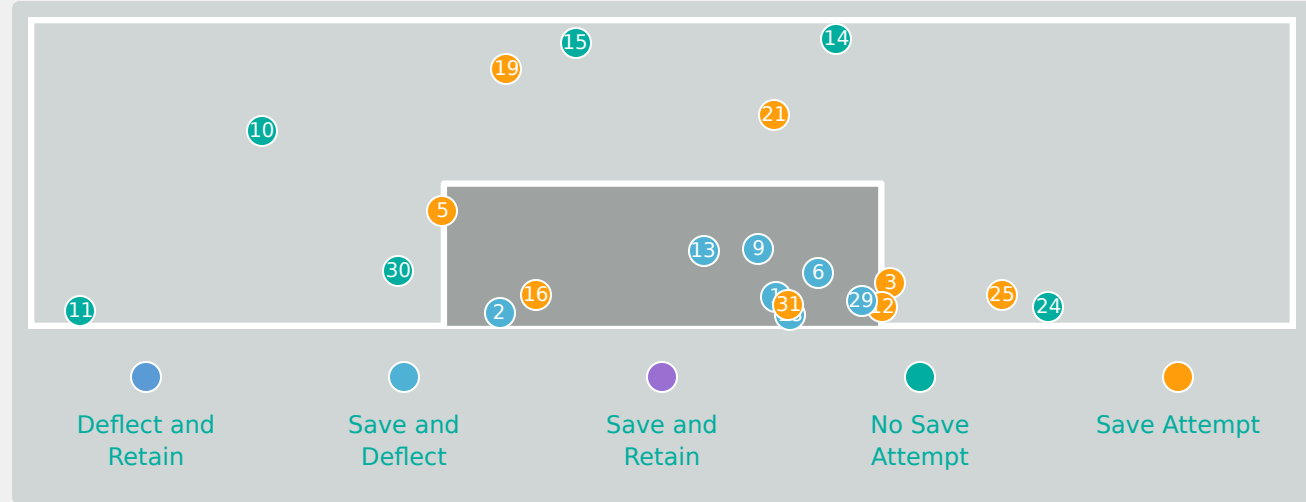 15
14
19
21
10
5
13
9
6
30
3
16
29
25
31
12
24
11
2
Deflect and
Retain
Save and
Deflect
Save and
Retain
No Save
Attempt
Save Attempt